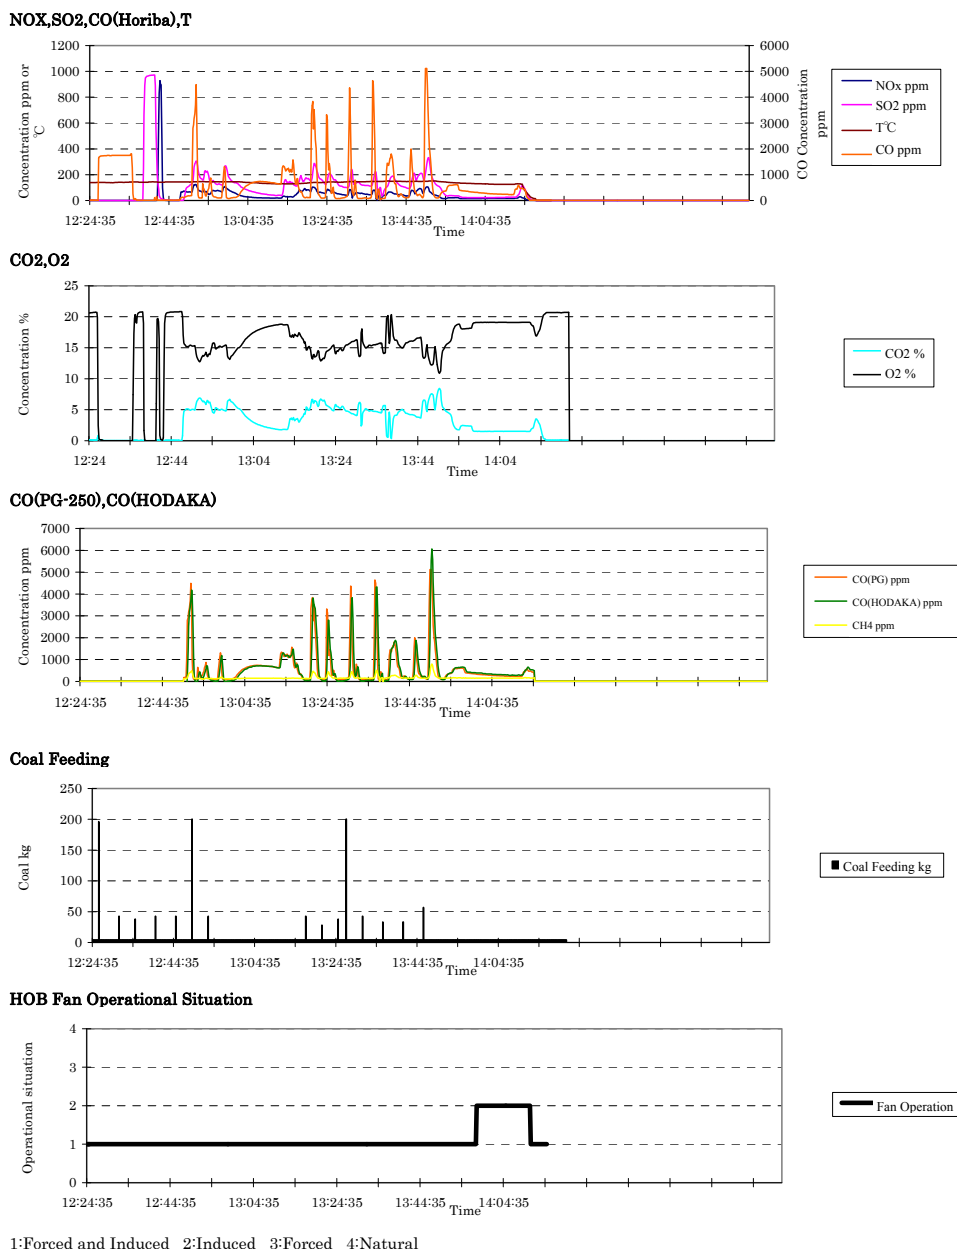 NOX,SO2,CO(Horiba),T
Concentration ppm or
℃
1200
1000
800
600
400
200
0
6000
5000
4000
3000
2000
1000
0
CO Concentration
ppm
12:24:35 12:44:35 13:04:35 13:24:35 13:44:35 14:04:35
Time
NOx ppm
SO2 ppm
T℃
CO ppm
CO2,O2
Concentration %
25
20
15
10
5
0
12:24 12:44 13:04 13:24 13:44 14:04
Time
CO2 %
O2 %
CO(PG-250),CO(HODAKA)
Concentration ppm
7000
6000
5000
4000
3000
2000
1000
0
12:24:35 12:44:35 13:04:35 13:24:35 13:44:35 14:04:35
Time
CO(PG) ppm
CO(HODAKA) ppm
CH4 ppm
Coal Feeding
Coal kg
250
200
150
100
50
0
12:24:35 12:44:35 13:04:35 13:24:35 13:44:35 14:04:35
Time
Coal Feeding kg
HOB Fan Operational Situation
Operational situation
4
3
2
1
0
12:24:35 12:44:35 13:04:35 13:24:35 13:44:35 14:04:35
Time
Fan Operation
1:Forced and Induced 2:Induced 3:Forced 4:Natural